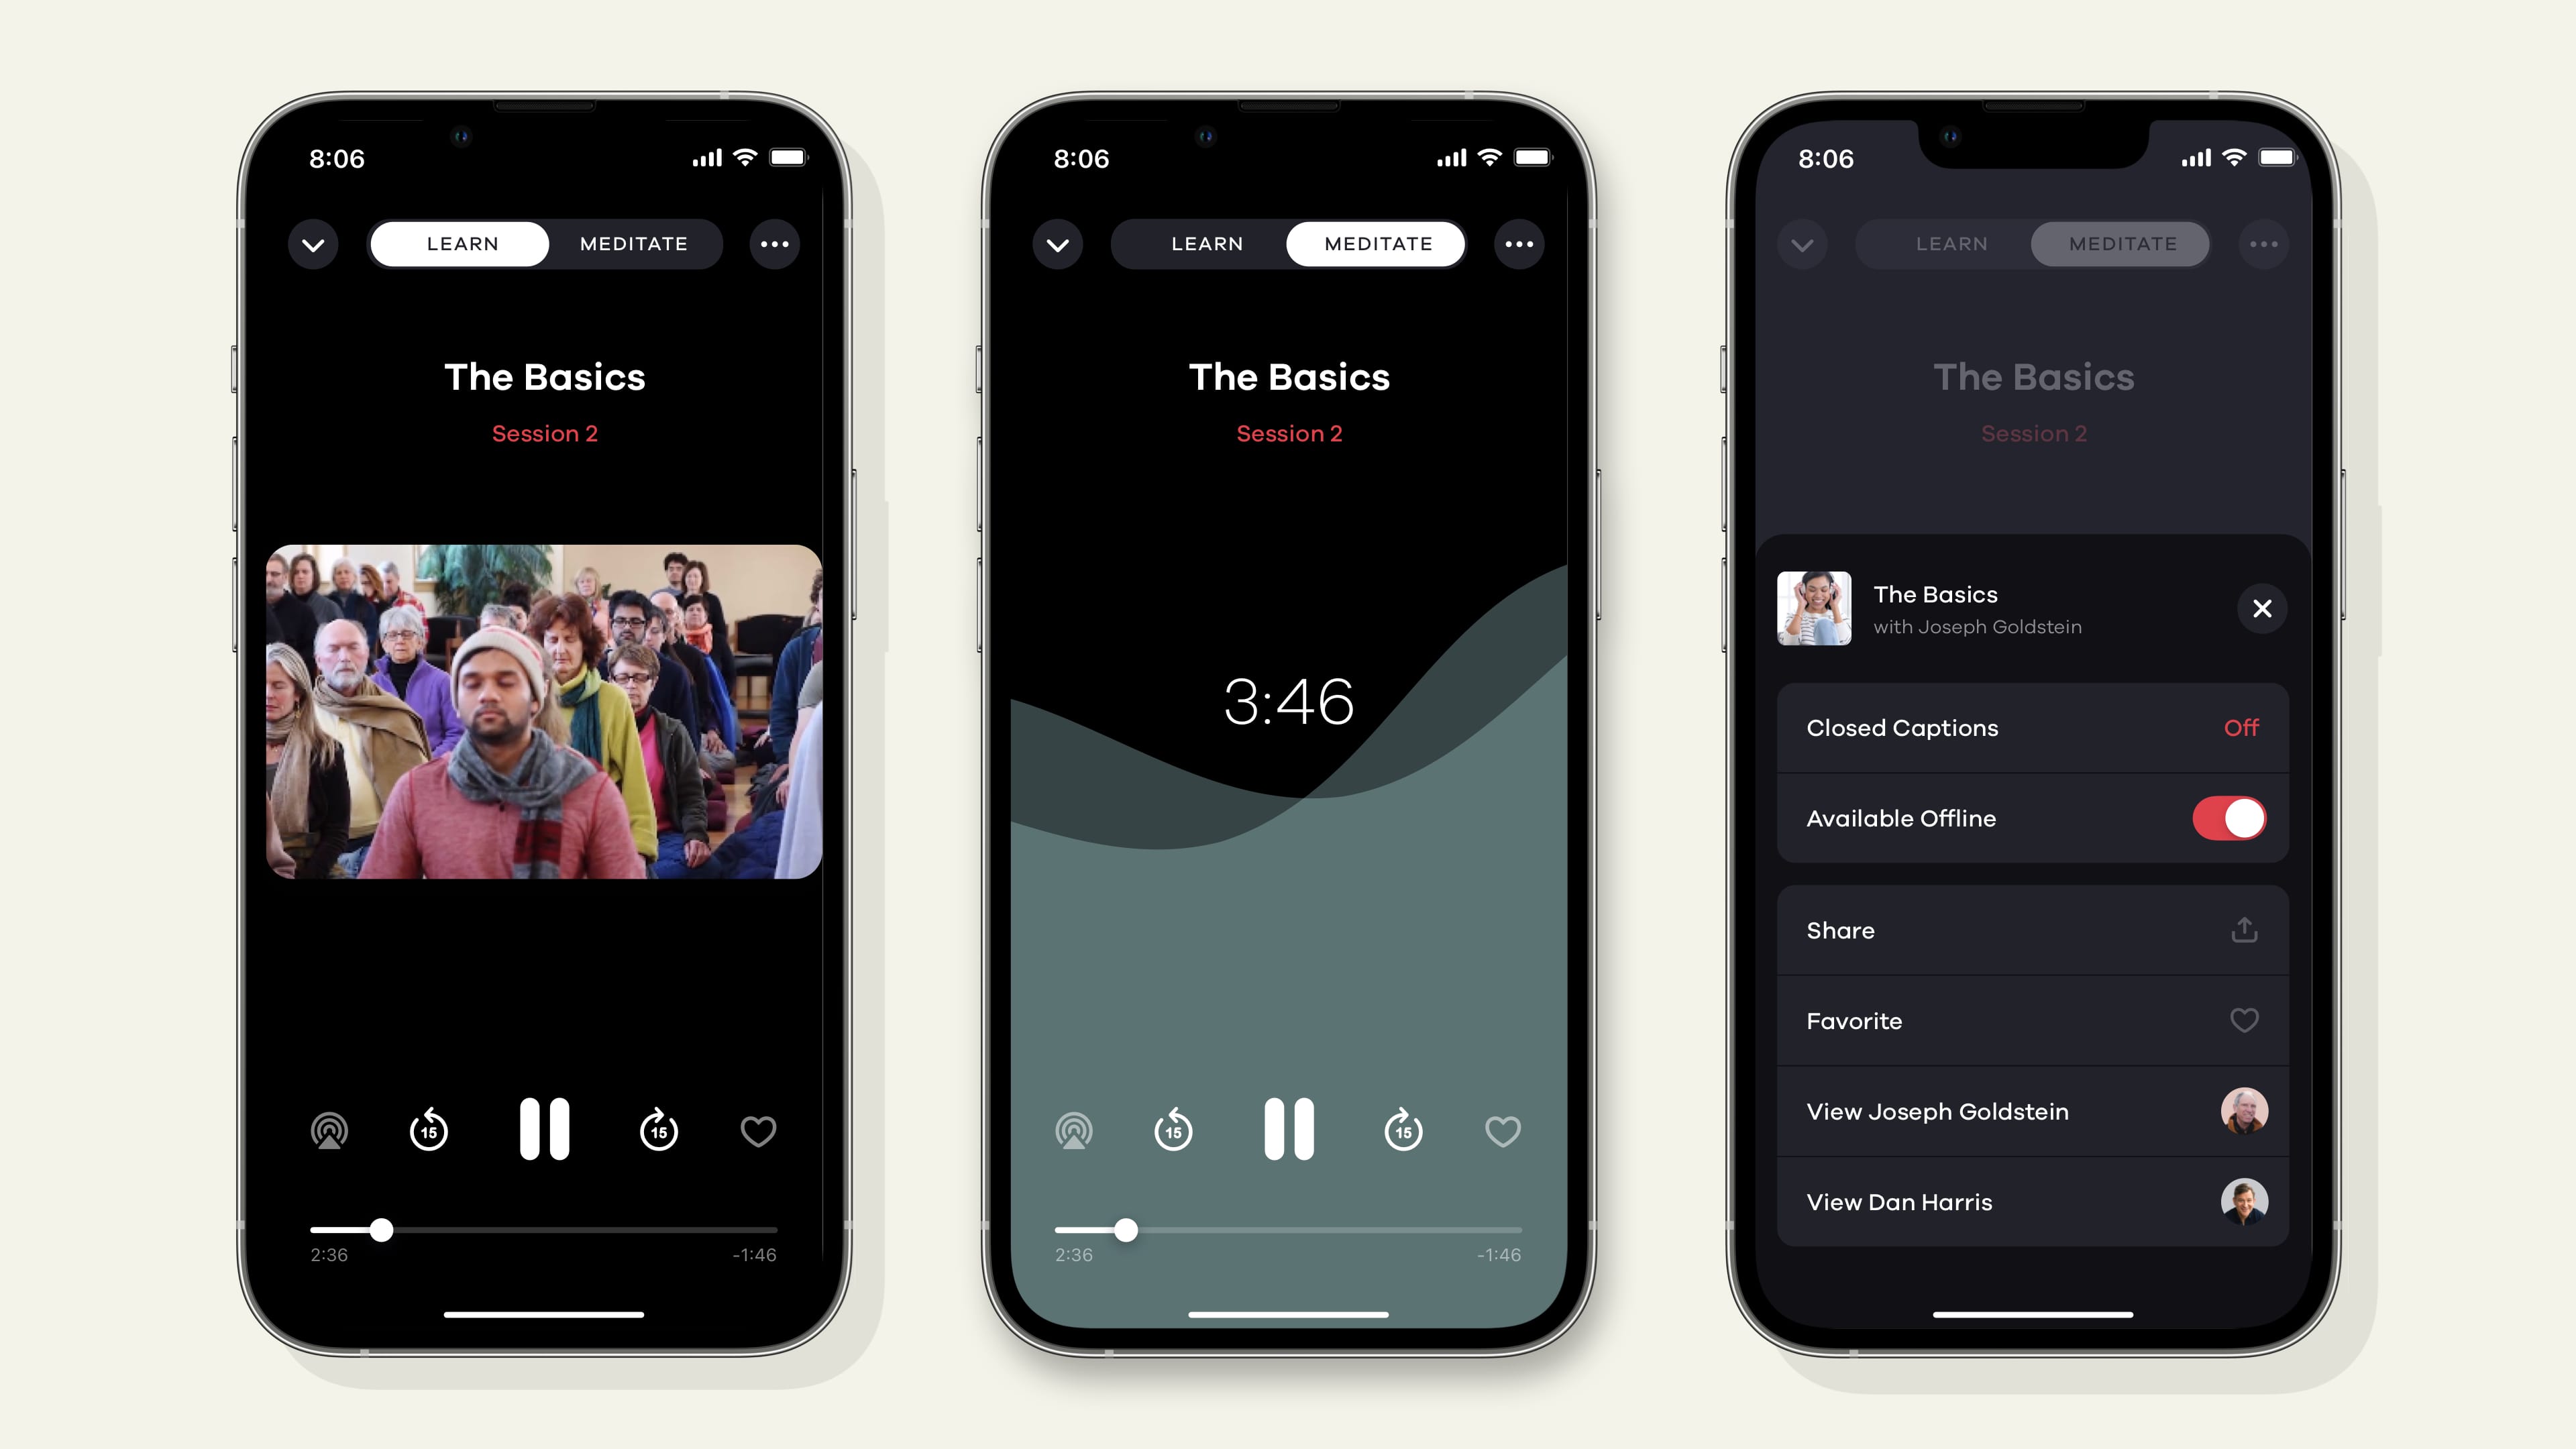 8:06
LEARN MEDITATE
The Basics
Session 2
15 15
2:36 -1:46
8:06
LEARN MEDITATE
The Basics
Session 2
3:46
15 15
2:36 -1:46
8:06
LEARN MEDITATE
The Basics
Session 2
The Basics
with Joseph Goldstein
Closed Captions Off
Available Offline
Share
Favorite
View Joseph Goldstein
View Dan Harris